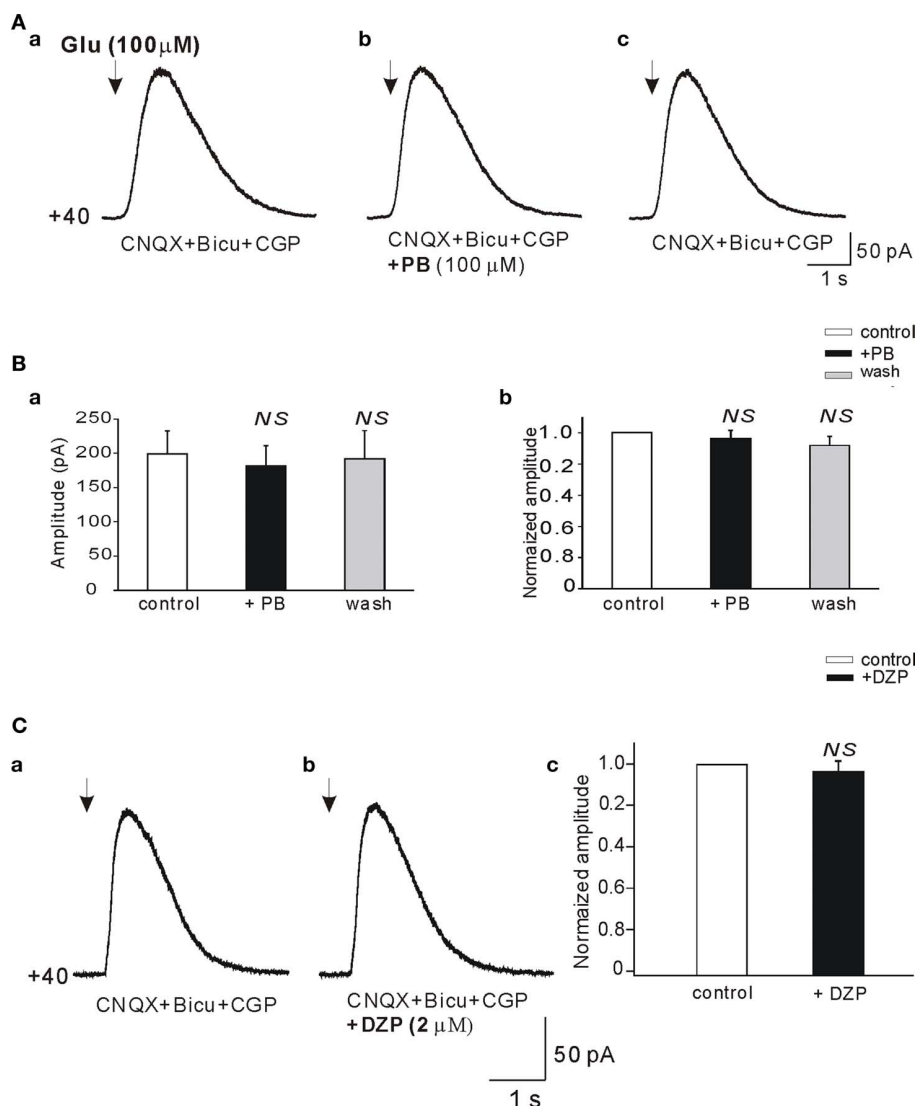 A
a
b
c
Glu (100 μM)
+40
CNQX+Bicu+CGP
CNQX+Bicu+CGP
+PB (100 μM)
CNQX+Bicu+CGP
50 pA
1 s
control
+PB
wash
B
a
b
250
200
150
100
50
0
Amplitude (pA)
NS
NS
control
+ PB
wash
1.0
0.2
0.4
0.6
0.8
0
Normaized amplitude
NS
NS
control
+ PB
wash
control
+DZP
C
a
b
c
+40
CNQX+Bicu+CGP
CNQX+Bicu+CGP
+DZP (2 μM)
50 pA
1 s
1.0
0.2
0.6
0.8
0
Normaized amplitude
NS
control
+ DZP